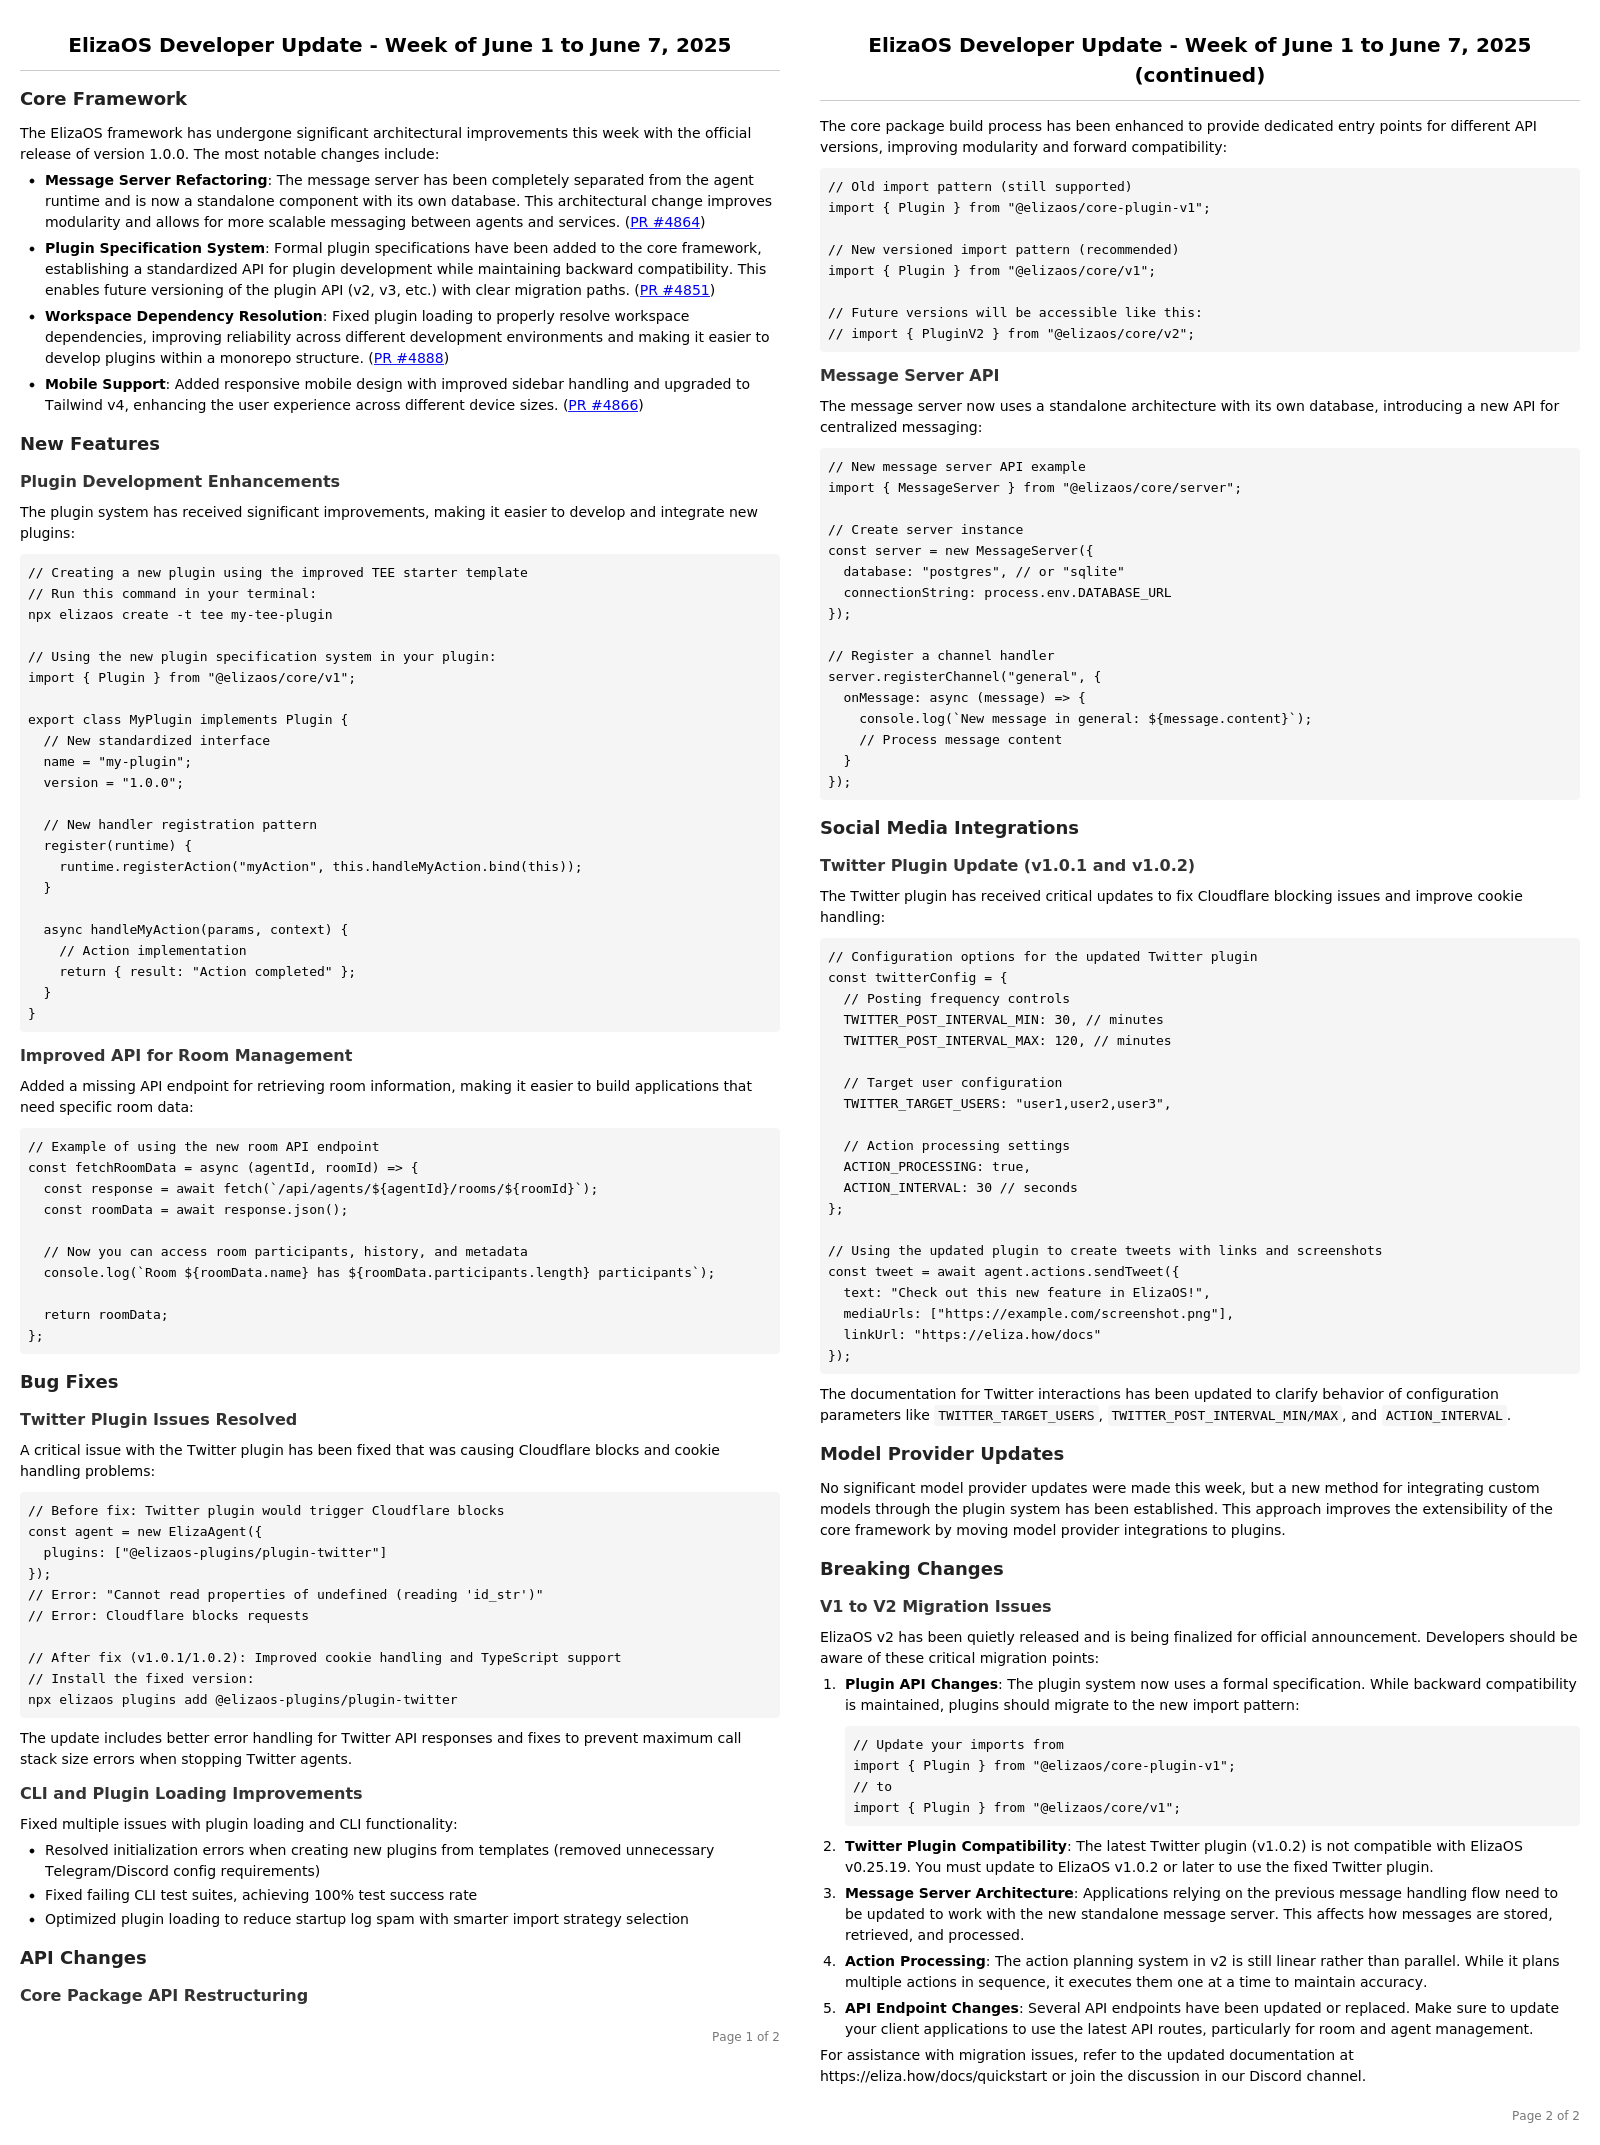 ElizaOS Developer Update - Week of June 1 to June 7, 2025
Core Framework
The ElizaOS framework has undergone significant architectural improvements this week with the official
release of version 1.0.0. The most notable changes include:
• Message Server Refactoring: The message server has been completely separated from the agent
runtime and is now a standalone component with its own database. This architectural change improves
modularity and allows for more scalable messaging between agents and services. (PR #4864)
• Plugin Specification System: Formal plugin specifications have been added to the core framework,
establishing a standardized API for plugin development while maintaining backward compatibility. This
enables future versioning of the plugin API (v2, v3, etc.) with clear migration paths. (PR #4851)
• Workspace Dependency Resolution: Fixed plugin loading to properly resolve workspace
dependencies, improving reliability across different development environments and making it easier to
develop plugins within a monorepo structure. (PR #4888)
• Mobile Support: Added responsive mobile design with improved sidebar handling and upgraded to
Tailwind v4, enhancing the user experience across different device sizes. (PR #4866)
New Features
Plugin Development Enhancements
The plugin system has received significant improvements, making it easier to develop and integrate new
plugins:
// Creating a new plugin using the improved TEE starter template
// Run this command in your terminal:
npx elizaos create -t tee my-tee-plugin

// Using the new plugin specification system in your plugin:
import { Plugin } from "@elizaos/core/v1";

export class MyPlugin implements Plugin {
  // New standardized interface
  name = "my-plugin";
  version = "1.0.0";

  // New handler registration pattern
  register(runtime) {
    runtime.registerAction("myAction", this.handleMyAction.bind(this));
  }

  async handleMyAction(params, context) {
    // Action implementation
    return { result: "Action completed" };
  }
}
Improved API for Room Management
Added a missing API endpoint for retrieving room information, making it easier to build applications that
need specific room data:
// Example of using the new room API endpoint
const fetchRoomData = async (agentId, roomId) => {
  const response = await fetch(`/api/agents/${agentId}/rooms/${roomId}`);
  const roomData = await response.json();

  // Now you can access room participants, history, and metadata
  console.log(`Room ${roomData.name} has ${roomData.participants.length} participants`);

  return roomData;
};
Bug Fixes
Twitter Plugin Issues Resolved
A critical issue with the Twitter plugin has been fixed that was causing Cloudflare blocks and cookie
handling problems:
// Before fix: Twitter plugin would trigger Cloudflare blocks
const agent = new ElizaAgent({
  plugins: ["@elizaos-plugins/plugin-twitter"]
});
// Error: "Cannot read properties of undefined (reading 'id_str')"
// Error: Cloudflare blocks requests

// After fix (v1.0.1/1.0.2): Improved cookie handling and TypeScript support
// Install the fixed version:
npx elizaos plugins add @elizaos-plugins/plugin-twitter
The update includes better error handling for Twitter API responses and fixes to prevent maximum call
stack size errors when stopping Twitter agents.
CLI and Plugin Loading Improvements
Fixed multiple issues with plugin loading and CLI functionality:
• Resolved initialization errors when creating new plugins from templates (removed unnecessary
Telegram/Discord config requirements)
• Fixed failing CLI test suites, achieving 100% test success rate
• Optimized plugin loading to reduce startup log spam with smarter import strategy selection
API Changes
Core Package API Restructuring
Page 1 of 2
ElizaOS Developer Update - Week of June 1 to June 7, 2025
(continued)
The core package build process has been enhanced to provide dedicated entry points for different API
versions, improving modularity and forward compatibility:
// Old import pattern (still supported)
import { Plugin } from "@elizaos/core-plugin-v1";

// New versioned import pattern (recommended)
import { Plugin } from "@elizaos/core/v1";

// Future versions will be accessible like this:
// import { PluginV2 } from "@elizaos/core/v2";
Message Server API
The message server now uses a standalone architecture with its own database, introducing a new API for
centralized messaging:
// New message server API example
import { MessageServer } from "@elizaos/core/server";

// Create server instance
const server = new MessageServer({
  database: "postgres", // or "sqlite"
  connectionString: process.env.DATABASE_URL
});

// Register a channel handler
server.registerChannel("general", {
  onMessage: async (message) => {
    console.log(`New message in general: ${message.content}`);
    // Process message content
  }
});
Social Media Integrations
Twitter Plugin Update (v1.0.1 and v1.0.2)
The Twitter plugin has received critical updates to fix Cloudflare blocking issues and improve cookie
handling:
// Configuration options for the updated Twitter plugin
const twitterConfig = {
  // Posting frequency controls
  TWITTER_POST_INTERVAL_MIN: 30, // minutes
  TWITTER_POST_INTERVAL_MAX: 120, // minutes

  // Target user configuration
  TWITTER_TARGET_USERS: "user1,user2,user3",

  // Action processing settings
  ACTION_PROCESSING: true,
  ACTION_INTERVAL: 30 // seconds
};

// Using the updated plugin to create tweets with links and screenshots
const tweet = await agent.actions.sendTweet({
  text: "Check out this new feature in ElizaOS!",
  mediaUrls: ["https://example.com/screenshot.png"],
  linkUrl: "https://eliza.how/docs"
});
The documentation for Twitter interactions has been updated to clarify behavior of configuration
parameters like TWITTER_TARGET_USERS, TWITTER_POST_INTERVAL_MIN/MAX, and ACTION_INTERVAL.
Model Provider Updates
No significant model provider updates were made this week, but a new method for integrating custom
models through the plugin system has been established. This approach improves the extensibility of the
core framework by moving model provider integrations to plugins.
Breaking Changes
V1 to V2 Migration Issues
ElizaOS v2 has been quietly released and is being finalized for official announcement. Developers should be
aware of these critical migration points:
1. Plugin API Changes: The plugin system now uses a formal specification. While backward compatibility
is maintained, plugins should migrate to the new import pattern:
// Update your imports from
import { Plugin } from "@elizaos/core-plugin-v1";
// to
import { Plugin } from "@elizaos/core/v1";
2. Twitter Plugin Compatibility: The latest Twitter plugin (v1.0.2) is not compatible with ElizaOS
v0.25.19. You must update to ElizaOS v1.0.2 or later to use the fixed Twitter plugin.
3. Message Server Architecture: Applications relying on the previous message handling flow need to
be updated to work with the new standalone message server. This affects how messages are stored,
retrieved, and processed.
4. Action Processing: The action planning system in v2 is still linear rather than parallel. While it plans
multiple actions in sequence, it executes them one at a time to maintain accuracy.
5. API Endpoint Changes: Several API endpoints have been updated or replaced. Make sure to update
your client applications to use the latest API routes, particularly for room and agent management.
For assistance with migration issues, refer to the updated documentation at
https://eliza.how/docs/quickstart or join the discussion in our Discord channel.
Page 2 of 2